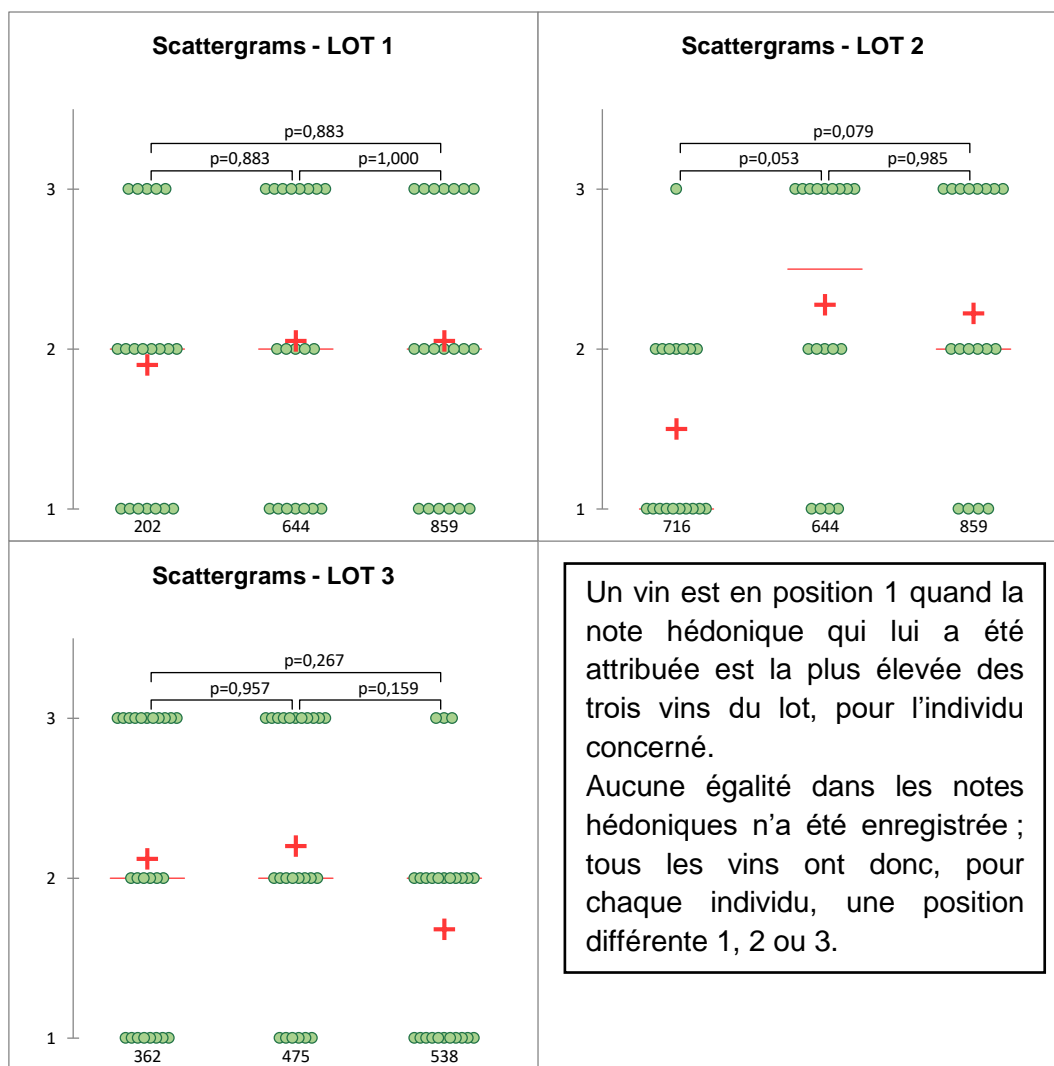 Scattergrams - LOT 1
p=0,883
p=0,883
p=1,000
3
2
1
202
644
859
Scattergrams - LOT 2
p=0,079
p=0,053
p=0,985
3
2
1
716
644
859
Scattergrams - LOT 3
p=0,267
p=0,957
p=0,159
3
2
1
362
475
538
Un vin est en position 1 quand la
note hédonique qui lui a été
attribuée est la plus élevée des
trois vins du lot, pour l'individu
concerné.
Aucune égalité dans les notes
hédoniques n'a été enregistrée ;
tous les vins ont donc, pour
chaque individu, une position
différente 1, 2 ou 3.